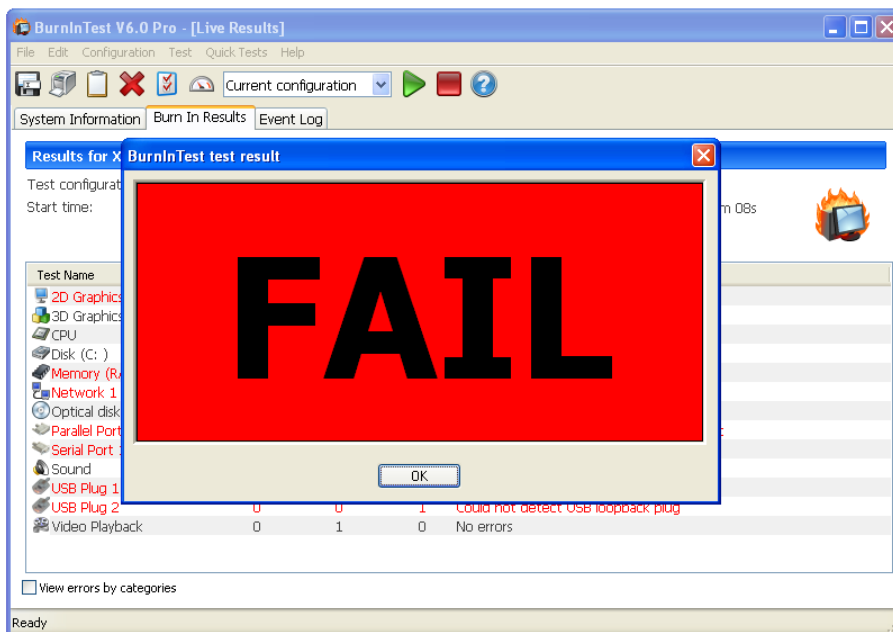 BurnInTest V6.0 Pro - [Live Results]
File Edit Configuration Test Quick Tests Help
Current configuration
System Information Burn In Results Event Log
Results for X
BurnInTest test result
Test configurat
Start time: m 08s
FAIL
Test Name
2D Graphics
3D Graphics
CPU
Disk (C: )
Memory (RA
Network 1
Optical disk
Parallel Port
Serial Port 1
Sound
OK
USB Plug 1
USB Plug 2 0 0 1 Could not detect USB loopback plug
Video Playback 0 1 0 No errors
View errors by categories
Ready